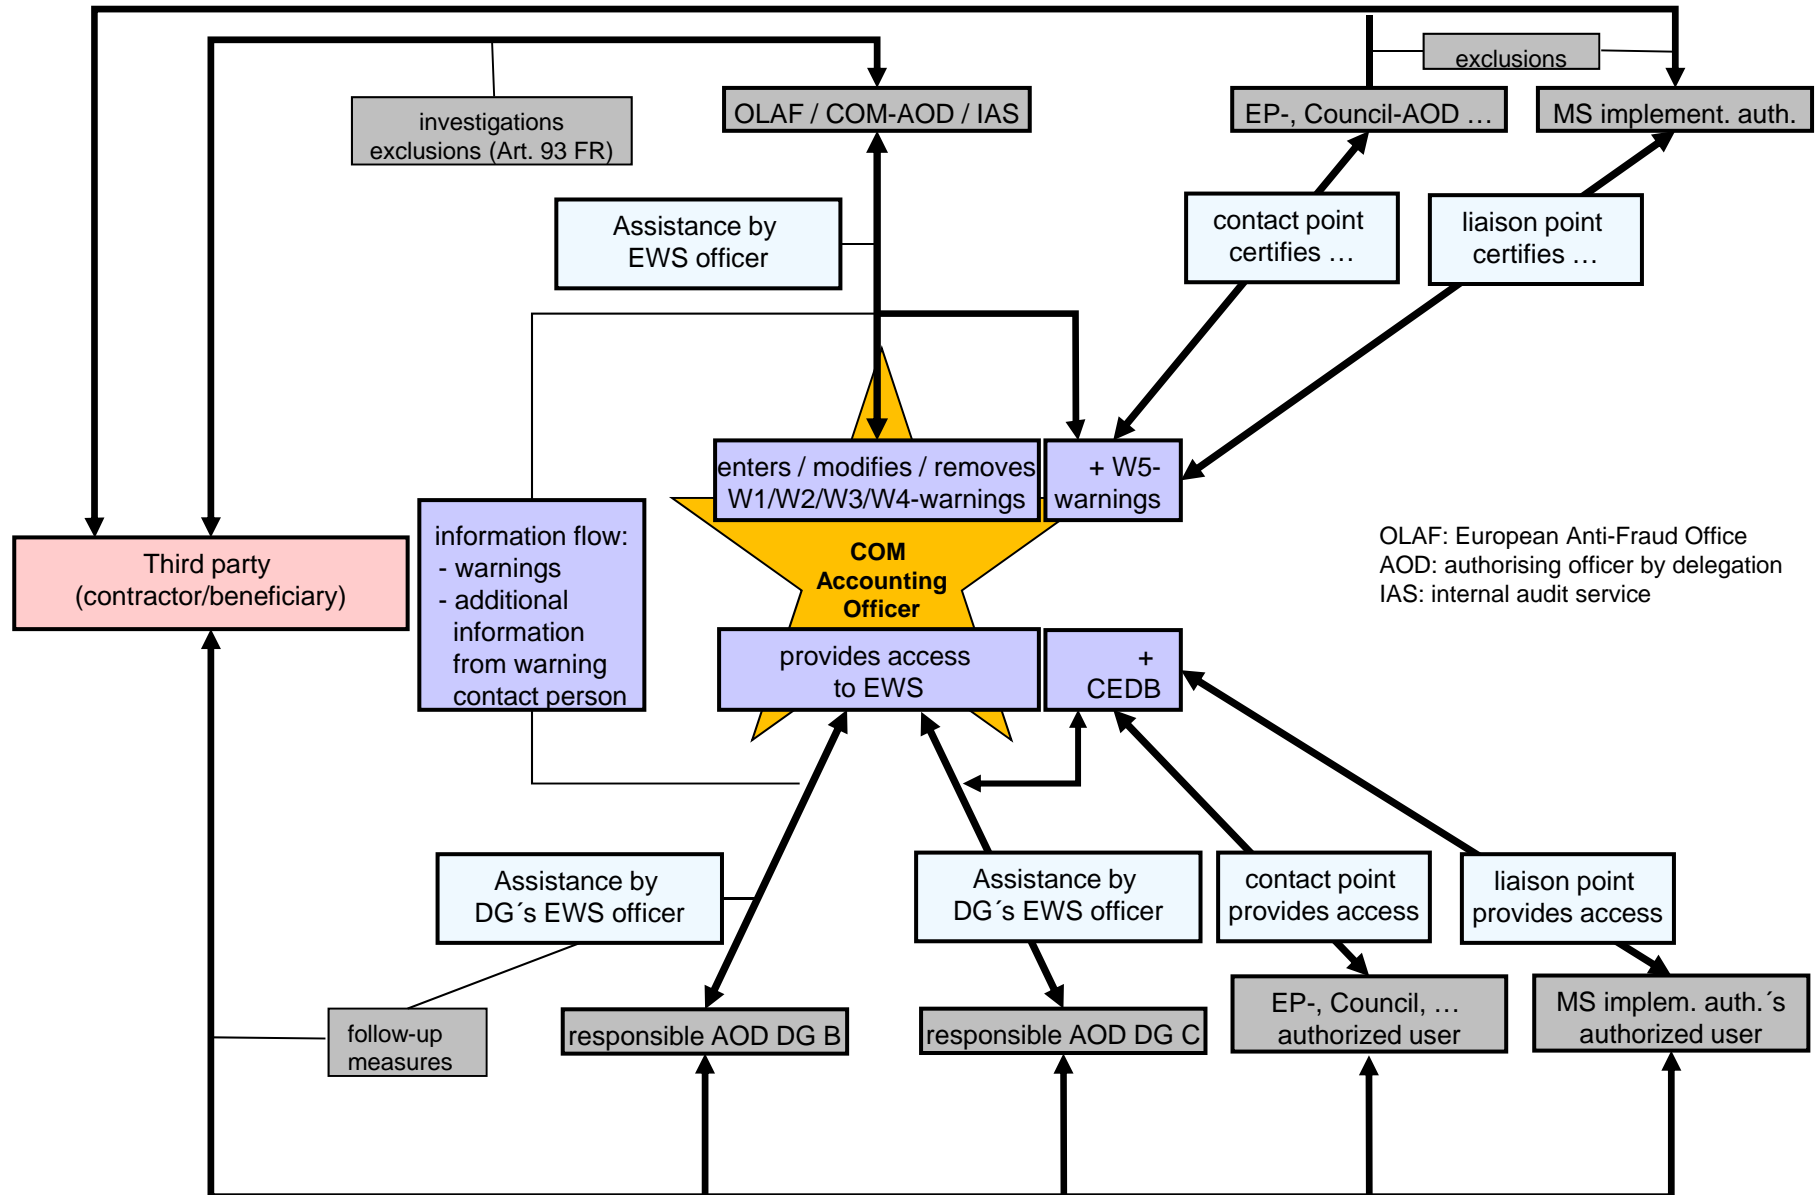 exclusions
investigations
exclusions (Art. 93 FR)
OLAF / COM-AOD / IAS
EP-, Council-AOD …
MS implement. auth.
Assistance by
EWS officer
contact point
certifies …
liaison point
certifies …
enters / modifies / removes
W1/W2/W3/W4-warnings
+ W5-
warnings
information flow:
- warnings
- additional
information
from warning
contact person
Third party
(contractor/beneficiary)
COM
Accounting
Officer
OLAF: European Anti-Fraud Office
AOD: authorising officer by delegation
IAS: internal audit service
provides access
to EWS
+
CEDB
Assistance by
DG´s EWS officer
Assistance by
DG´s EWS officer
contact point
provides access
liaison point
provides access
follow-up
measures
responsible AOD DG B
responsible AOD DG C
EP-, Council, …
authorized user
MS implem. auth.´s
authorized user